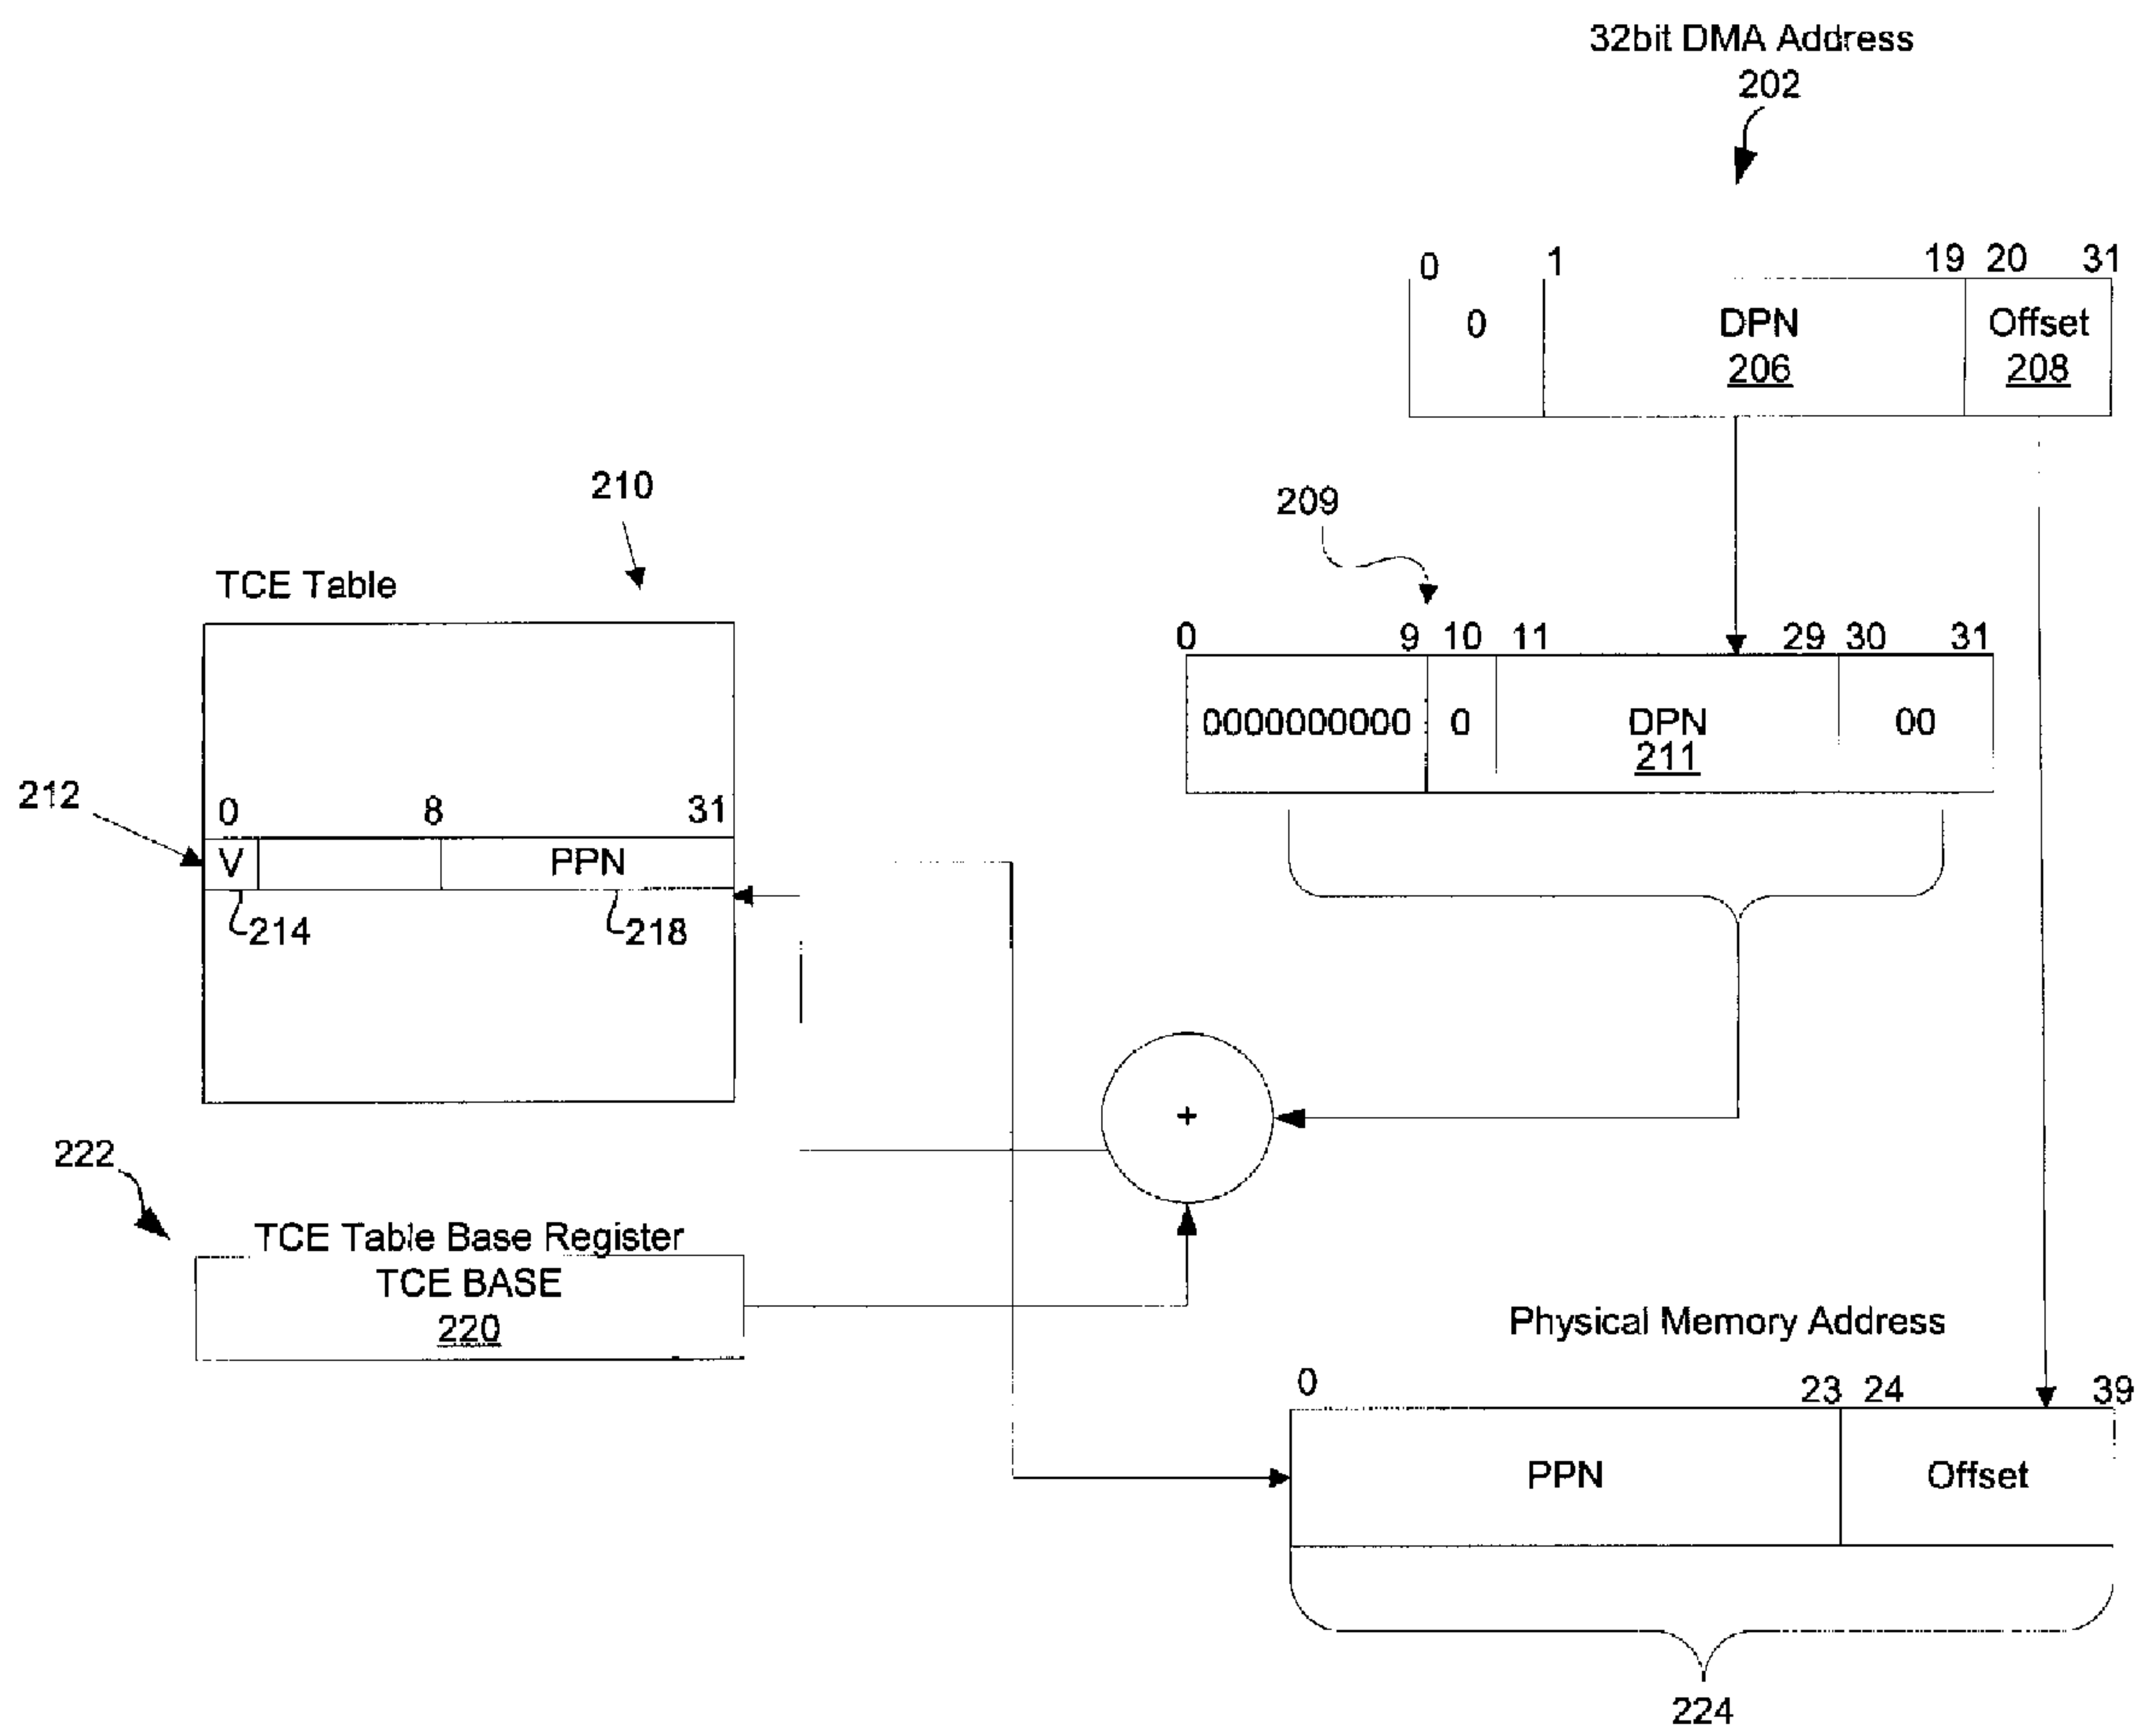 32bit DMA Address
202
0 1 19 20 31
0 DPN Offset
206 208
210
209
TCE Table
0 9 10 11 29 30 31
0000000000 0 DPN 00
211
212
0 8 31
V PPN
214 218
+
222
TCE Table Base Register
TCE BASE
220
Physical Memory Address
0 23 24 39
PPN Offset
224